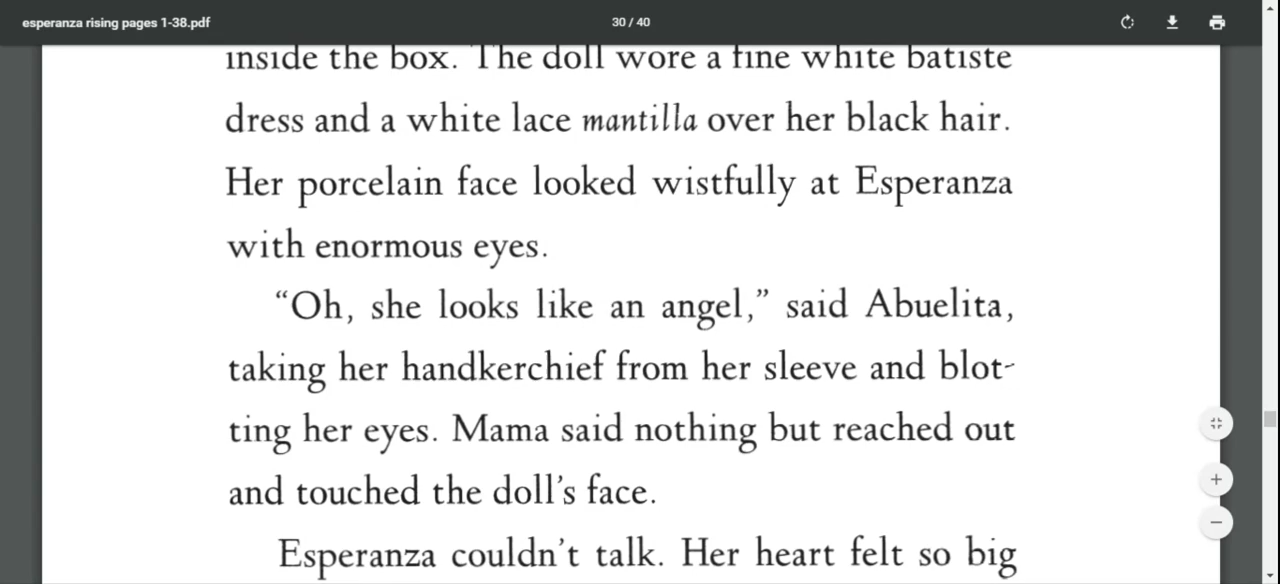 esperanza rising pages 1-38.pdf
30 / 40
inside the box. The doll wore a fine white batiste
dress and a white lace mantilla over her black hair.
Her porcelain face looked wistfully at Esperanza
with enormous eyes.
“Oh, she looks like an angel,” said Abuelita,
taking her handkerchief from her sleeve and blot-
ting her eyes. Mama said nothing but reached out
and touched the doll’s face.
Esperanza couldn’t talk. Her heart felt so big